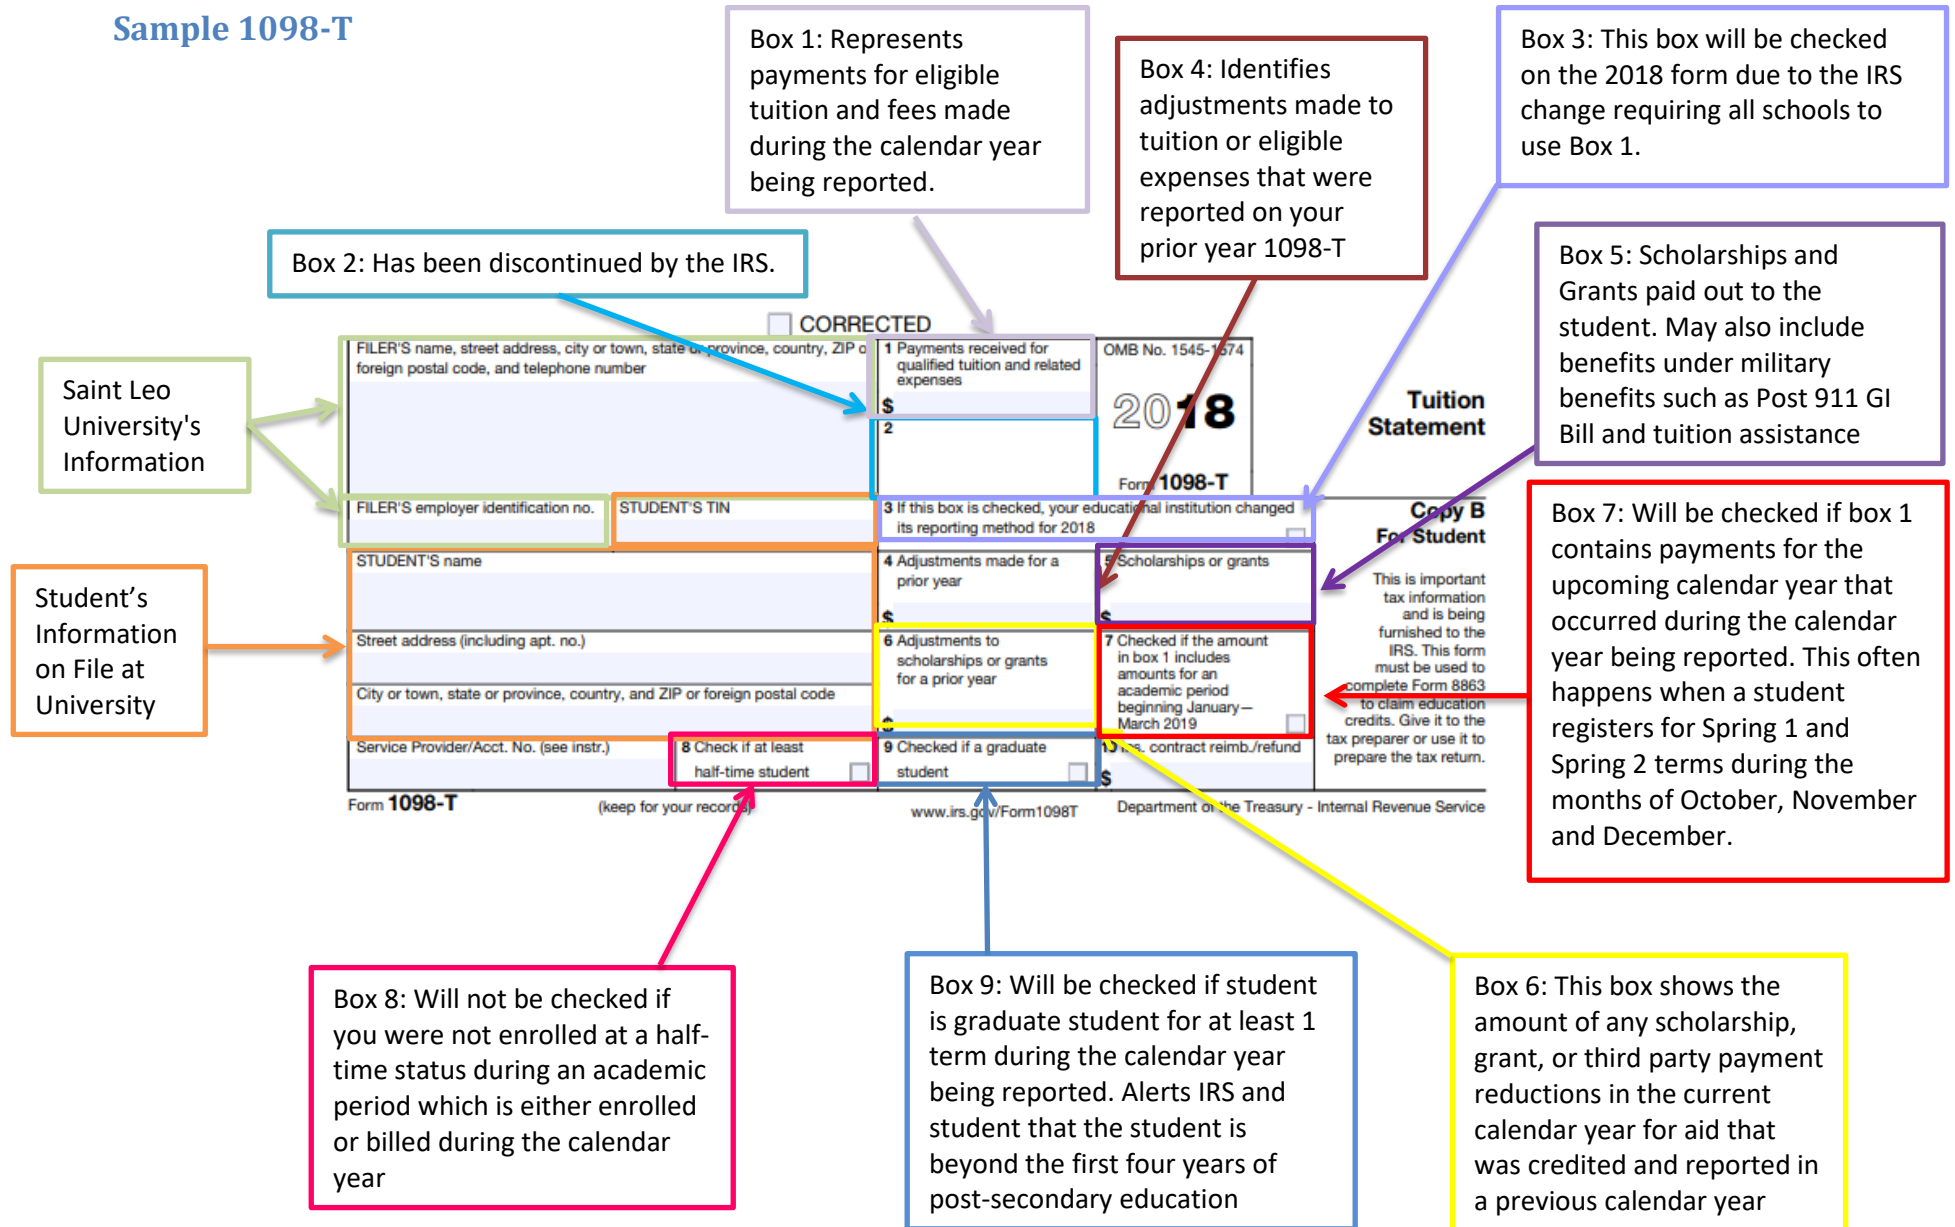 Sample 1098-T
Box 1: Represents
payments for eligible
tuition and fees made
during the calendar year
being reported.
Box 4: Identifies
adjustments made to
tuition or eligible
expenses that were
reported on your
prior year 1098-T
Box 3: This box will be checked
on the 2018 form due to the IRS
change requiring all schools to
use Box 1.
Box 2: Has been discontinued by the IRS.
Box 5: Scholarships and
Grants paid out to the
student. May also include
benefits under military
benefits such as Post 911 GI
Bill and tuition assistance
Saint Leo
University's
Information
Student’s
Information
on File at
University
CORRECTED
FILER'S name, street address, city or town, state or province, country, ZIP o
foreign postal code, and telephone number
1 Payments received for
qualified tuition and related
expenses
$
2
OMB No. 1545-1574
2018
Form 1098-T
Tuition
Statement
FILER'S employer identification no.
STUDENT'S TIN
3 If this box is checked, your educational institution changed
its reporting method for 2018
Copy B
For Student
STUDENT'S name
4 Adjustments made for a
prior year
$
5 Scholarships or grants
$
This is important
tax information
and is being
furnished to the
IRS. This form
must be used to
complete Form 8863
to claim education
credits. Give it to the
tax preparer or use it to
prepare the tax return.
Street address (including apt. no.)
6 Adjustments to
scholarships or grants
for a prior year
$
7 Checked if the amount
in box 1 includes
amounts for an
academic period
beginning January—
March 2019
City or town, state or province, country, and ZIP or foreign postal code
Service Provider/Acct. No. (see instr.)
8 Check if at least
half-time student
9 Checked if a graduate
student
10 Ins. contract reimb./refund
$
Form 1098-T
(keep for your records)
www.irs.gov/Form1098T
Department of the Treasury - Internal Revenue Service
Box 7: Will be checked if box 1
contains payments for the
upcoming calendar year that
occurred during the calendar
year being reported. This often
happens when a student
registers for Spring 1 and
Spring 2 terms during the
months of October, November
and December.
Box 8: Will not be checked if
you were not enrolled at a half-
time status during an academic
period which is either enrolled
or billed during the calendar
year
Box 9: Will be checked if student
is graduate student for at least 1
term during the calendar year
being reported. Alerts IRS and
student that the student is
beyond the first four years of
post-secondary education
Box 6: This box shows the
amount of any scholarship,
grant, or third party payment
reductions in the current
calendar year for aid that
was credited and reported in
a previous calendar year